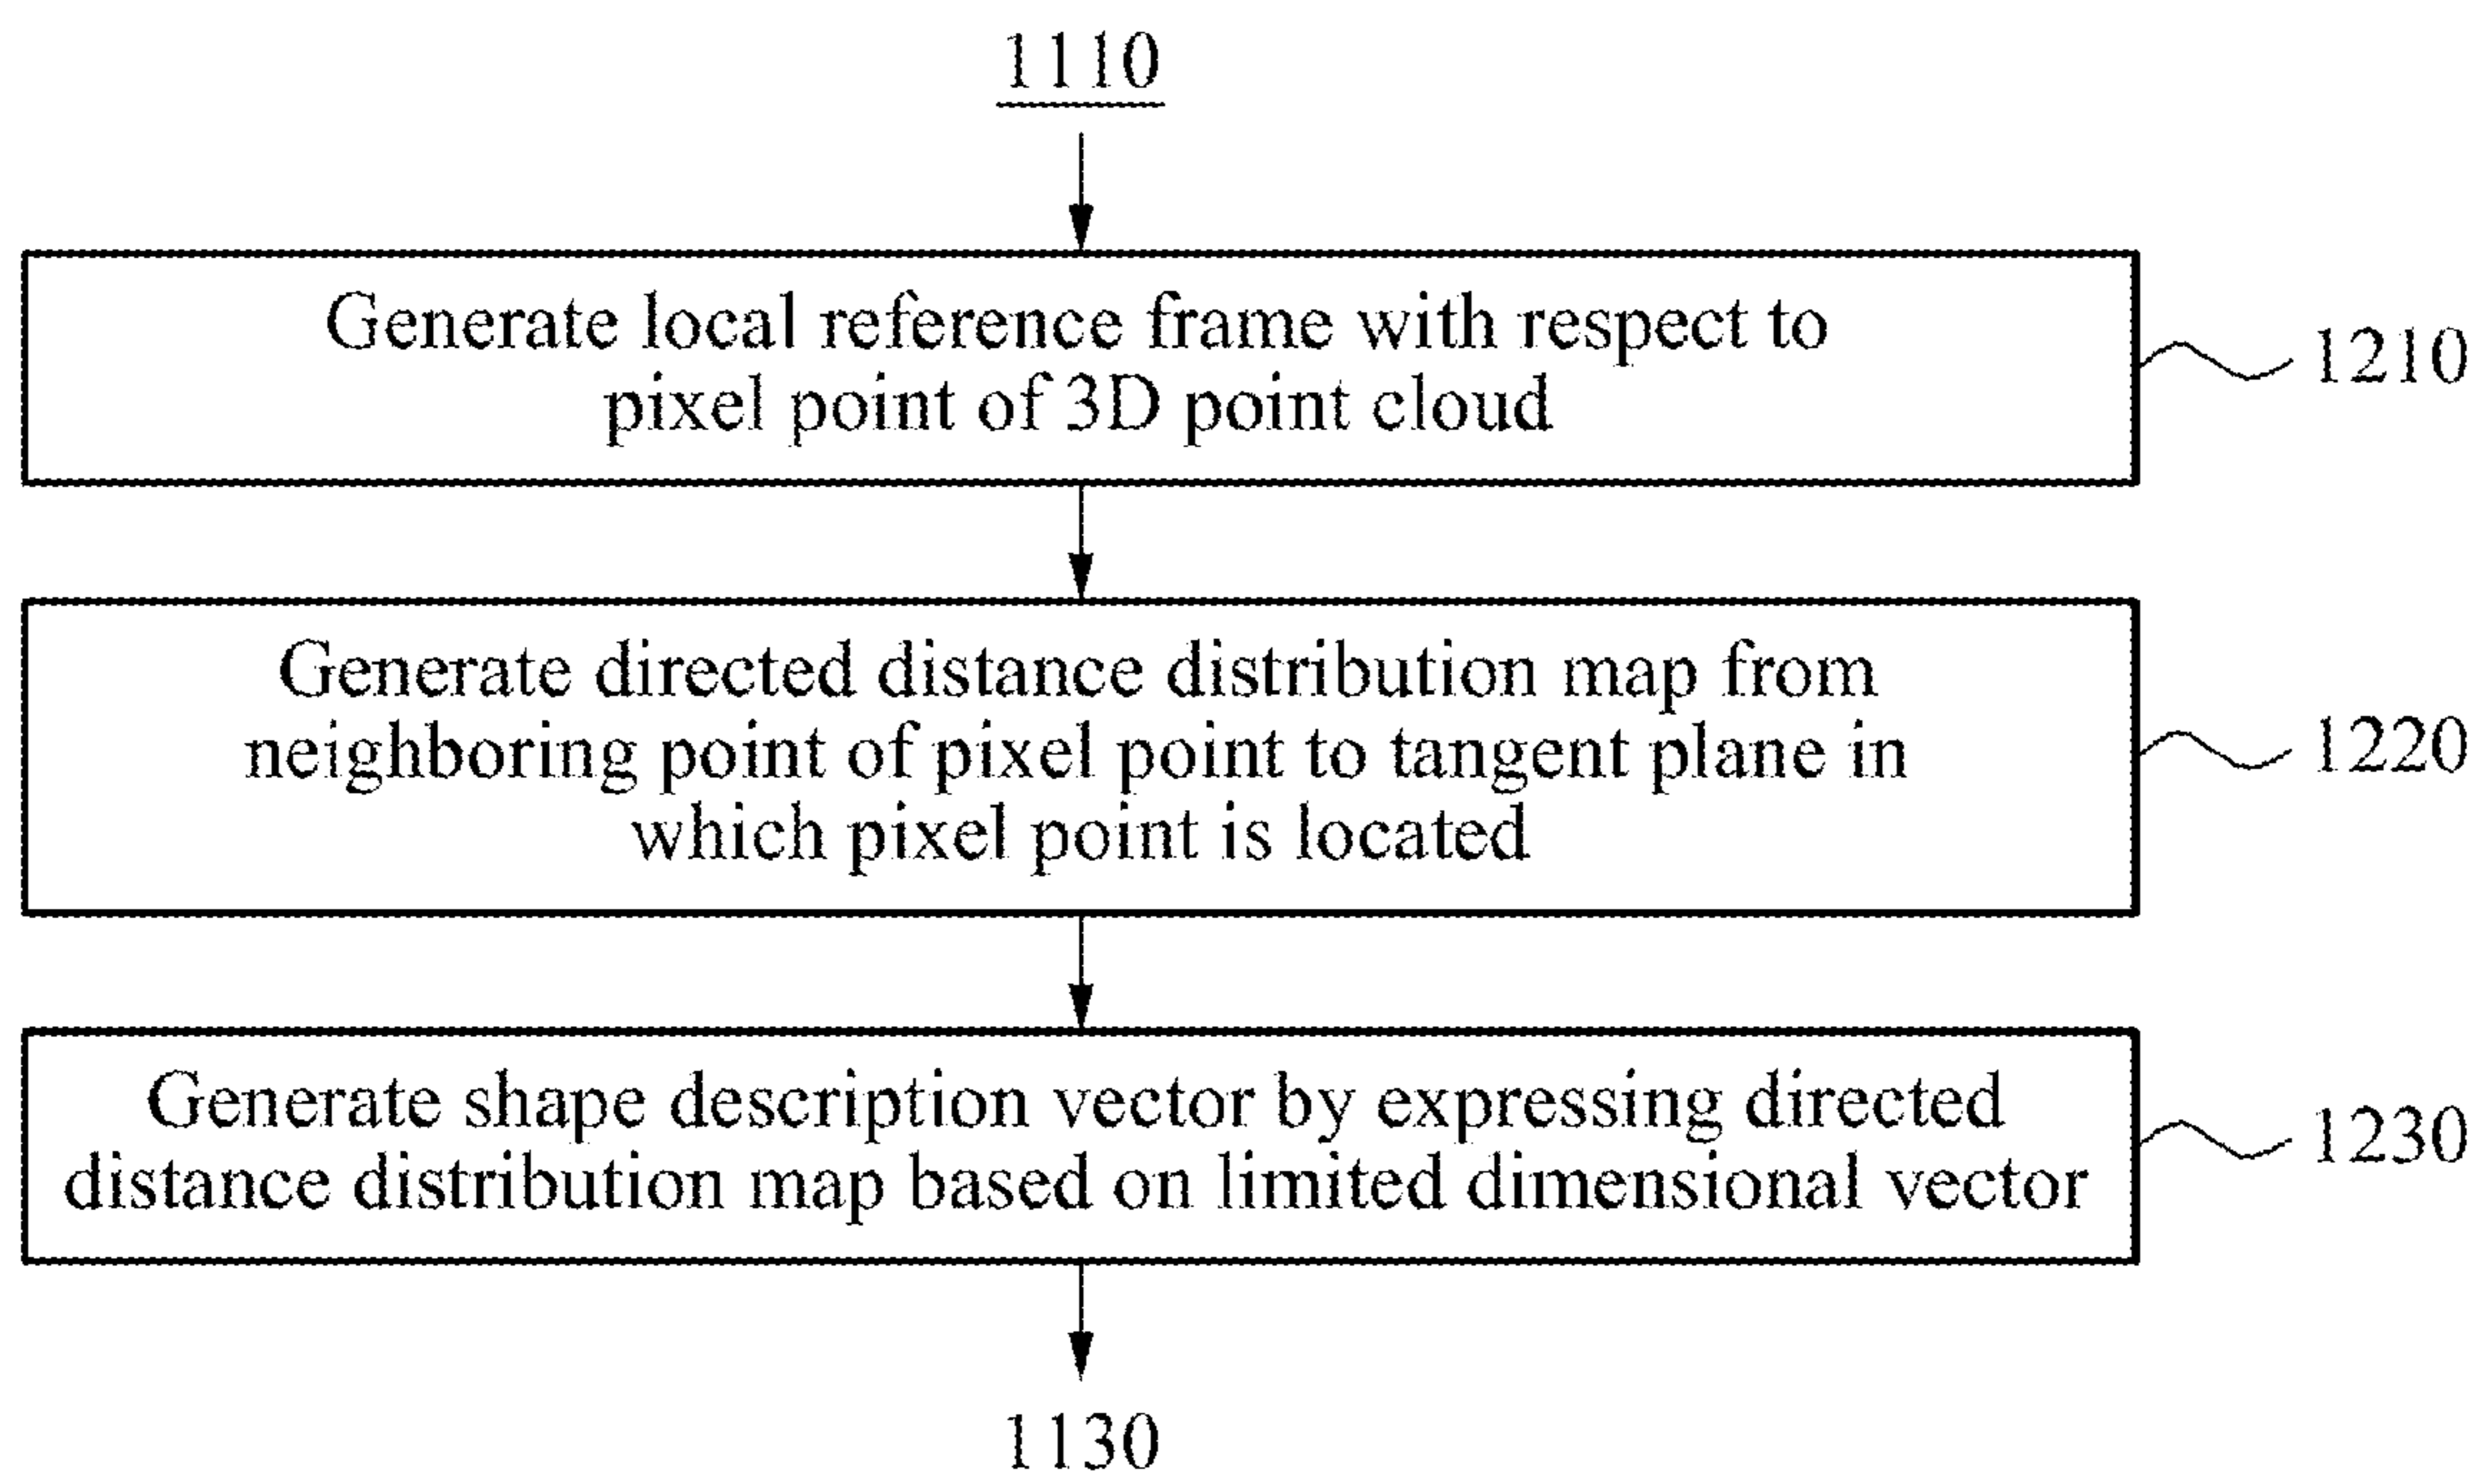 1110
Generate local reference frame with respect to
pixel point of 3D point cloud
1210
Generate directed distance distribution map from
neighboring point of pixel point to tangent plane in
which pixel point is located
1220
Generate shape description vector by expressing directed
distance distribution map based on limited dimensional vector
1230
1130